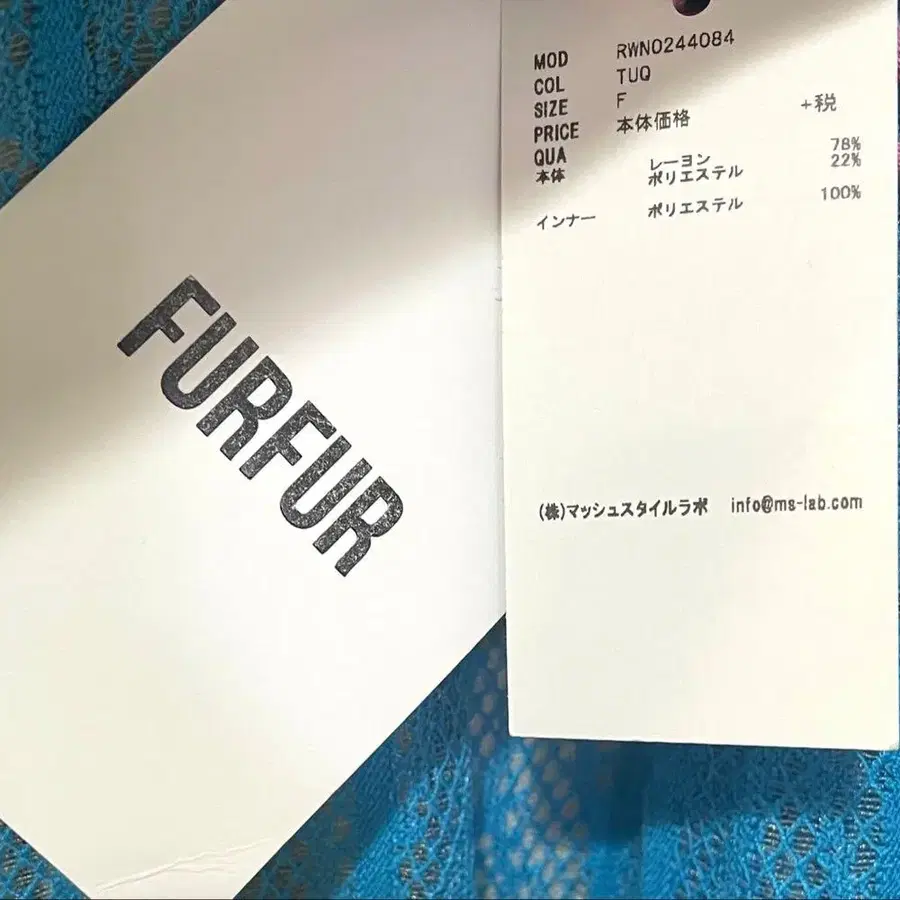 FURFUR
MOD RWN0244084
COL TUQ
SIZE F
PRICE 本体価格 +税
QUA
本体 レーヨン 78%
ポリエステル 22%
インナー ポリエステル 100%
(株)マッシュスタイルラボ info@ms-lab.com